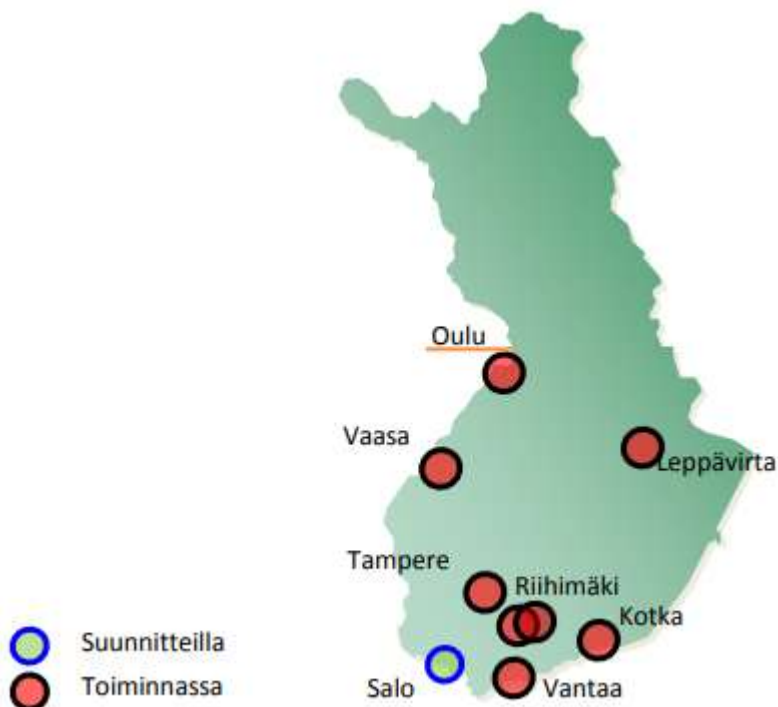 Oulu
Vaasa
Leppävirta
Tampere
Riihimäki
Kotka
Suunnitteilla
Toiminnassa
Salo
Vantaa